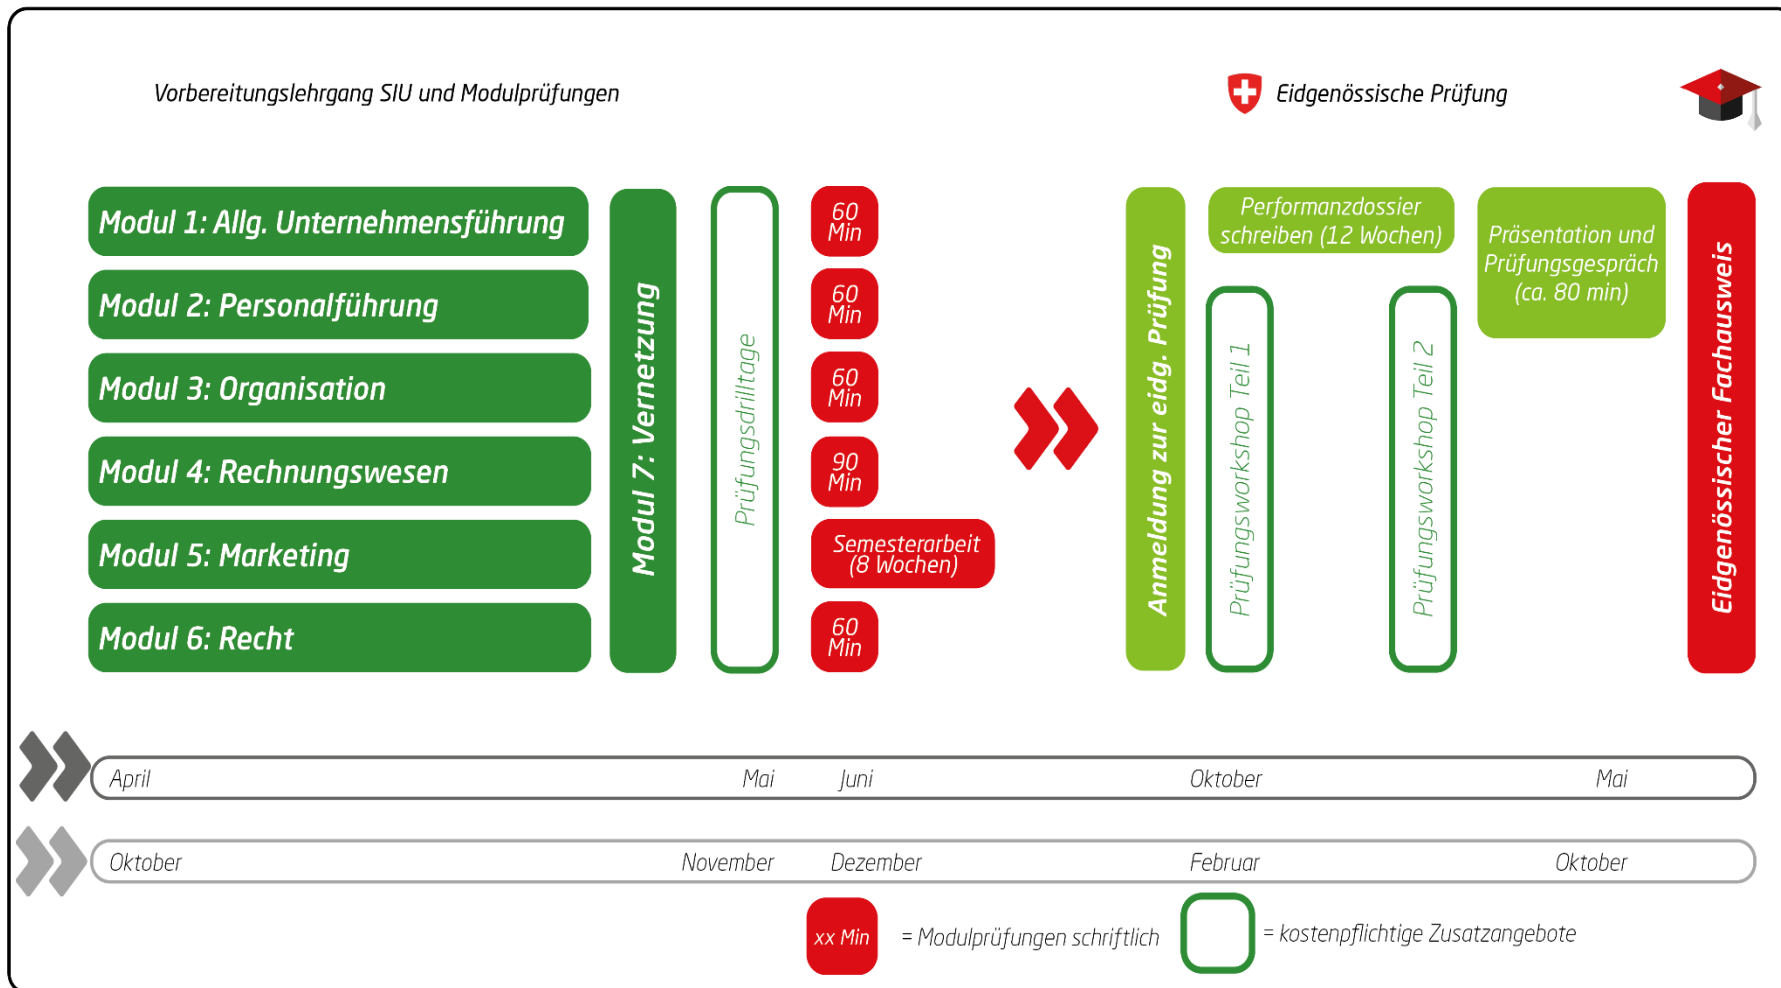 Vorbereitungslehrgang SIU und Modulprüfungen
Eidgenössische Prüfung
Modul 1: Allg. Unternehmensführung
Modul 2: Personalführung
Modul 3: Organisation
Modul 4: Rechnungswesen
Modul 5: Marketing
Modul 6: Recht
Modul 7: Vernetzung
Prüfungsdrilltage
60
Min
60
Min
60
Min
90
Min
Semesterarbeit
(8 Wochen)
60
Min
Anmeldung zur eidg. Prüfung
Performanzdossier
schreiben (12 Wochen)
Prüfungsworkshop Teil 1
Prüfungsworkshop Teil 2
Präsentation und
Prüfungsgespräch
(ca. 80 min)
Eidgenössischer Fachausweis
April
Mai
Juni
Oktober
Mai
Oktober
November
Dezember
Februar
Oktober
xx Min
= Modulprüfungen schriftlich
= kostenpflichtige Zusatzangebote